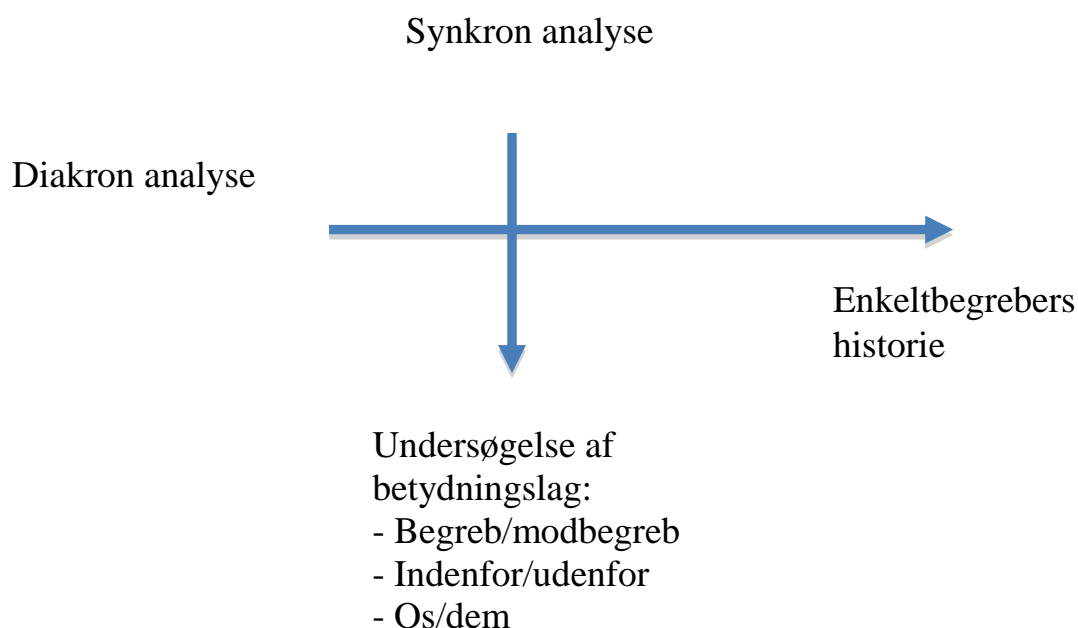 Synkron analyse
Diakron analyse
Enkeltbegrebers
historie
Undersøgelse af
betydningslag:
- Begreb/modbegreb
- Indenfor/udenfor
- Os/dem